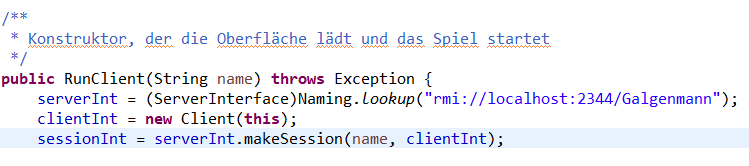 /**
 * Konstruktor, der die Oberfläche lädt und das Spiel startet
 */
public RunClient(String name) throws Exception {
    serverInt = (ServerInterface)Naming.lookup("rmi://localhost:2344/Galgenmann");
    clientInt = new Client(this);
    sessionInt = serverInt.makeSession(name, clientInt);